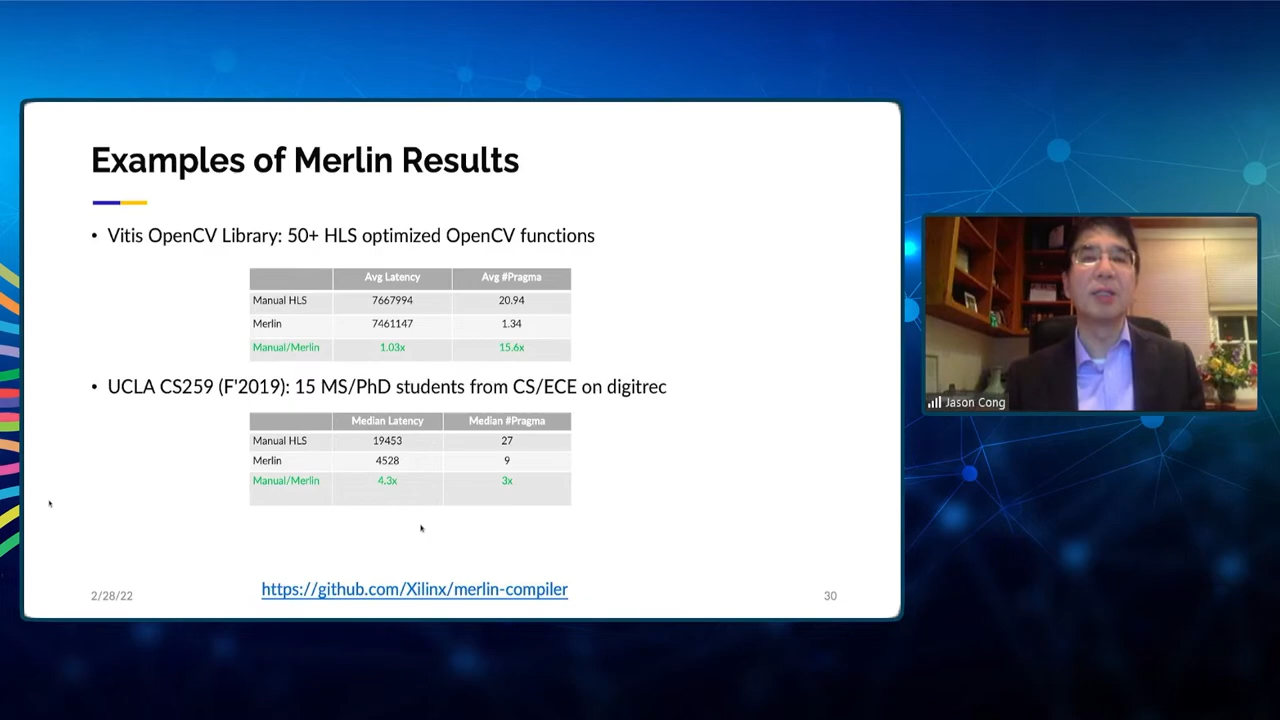 Examples of Merlin Results
• Vitis OpenCV Library: 50+ HLS optimized OpenCV functions
Avg Latency Avg #Pragma
Manual HLS 7667994 20.94
Merlin 7461147 1.34
Manual/Merlin 1.03x 15.6x
• UCLA CS259 (F'2019): 15 MS/PhD students from CS/ECE on digitrec
Median Latency Median #Pragma
Manual HLS 19453 27
Merlin 4528 9
Manual/Merlin 4.3x 3x
https://github.com/Xilinx/merlin-compiler
2/28/22
30
Jason Cong